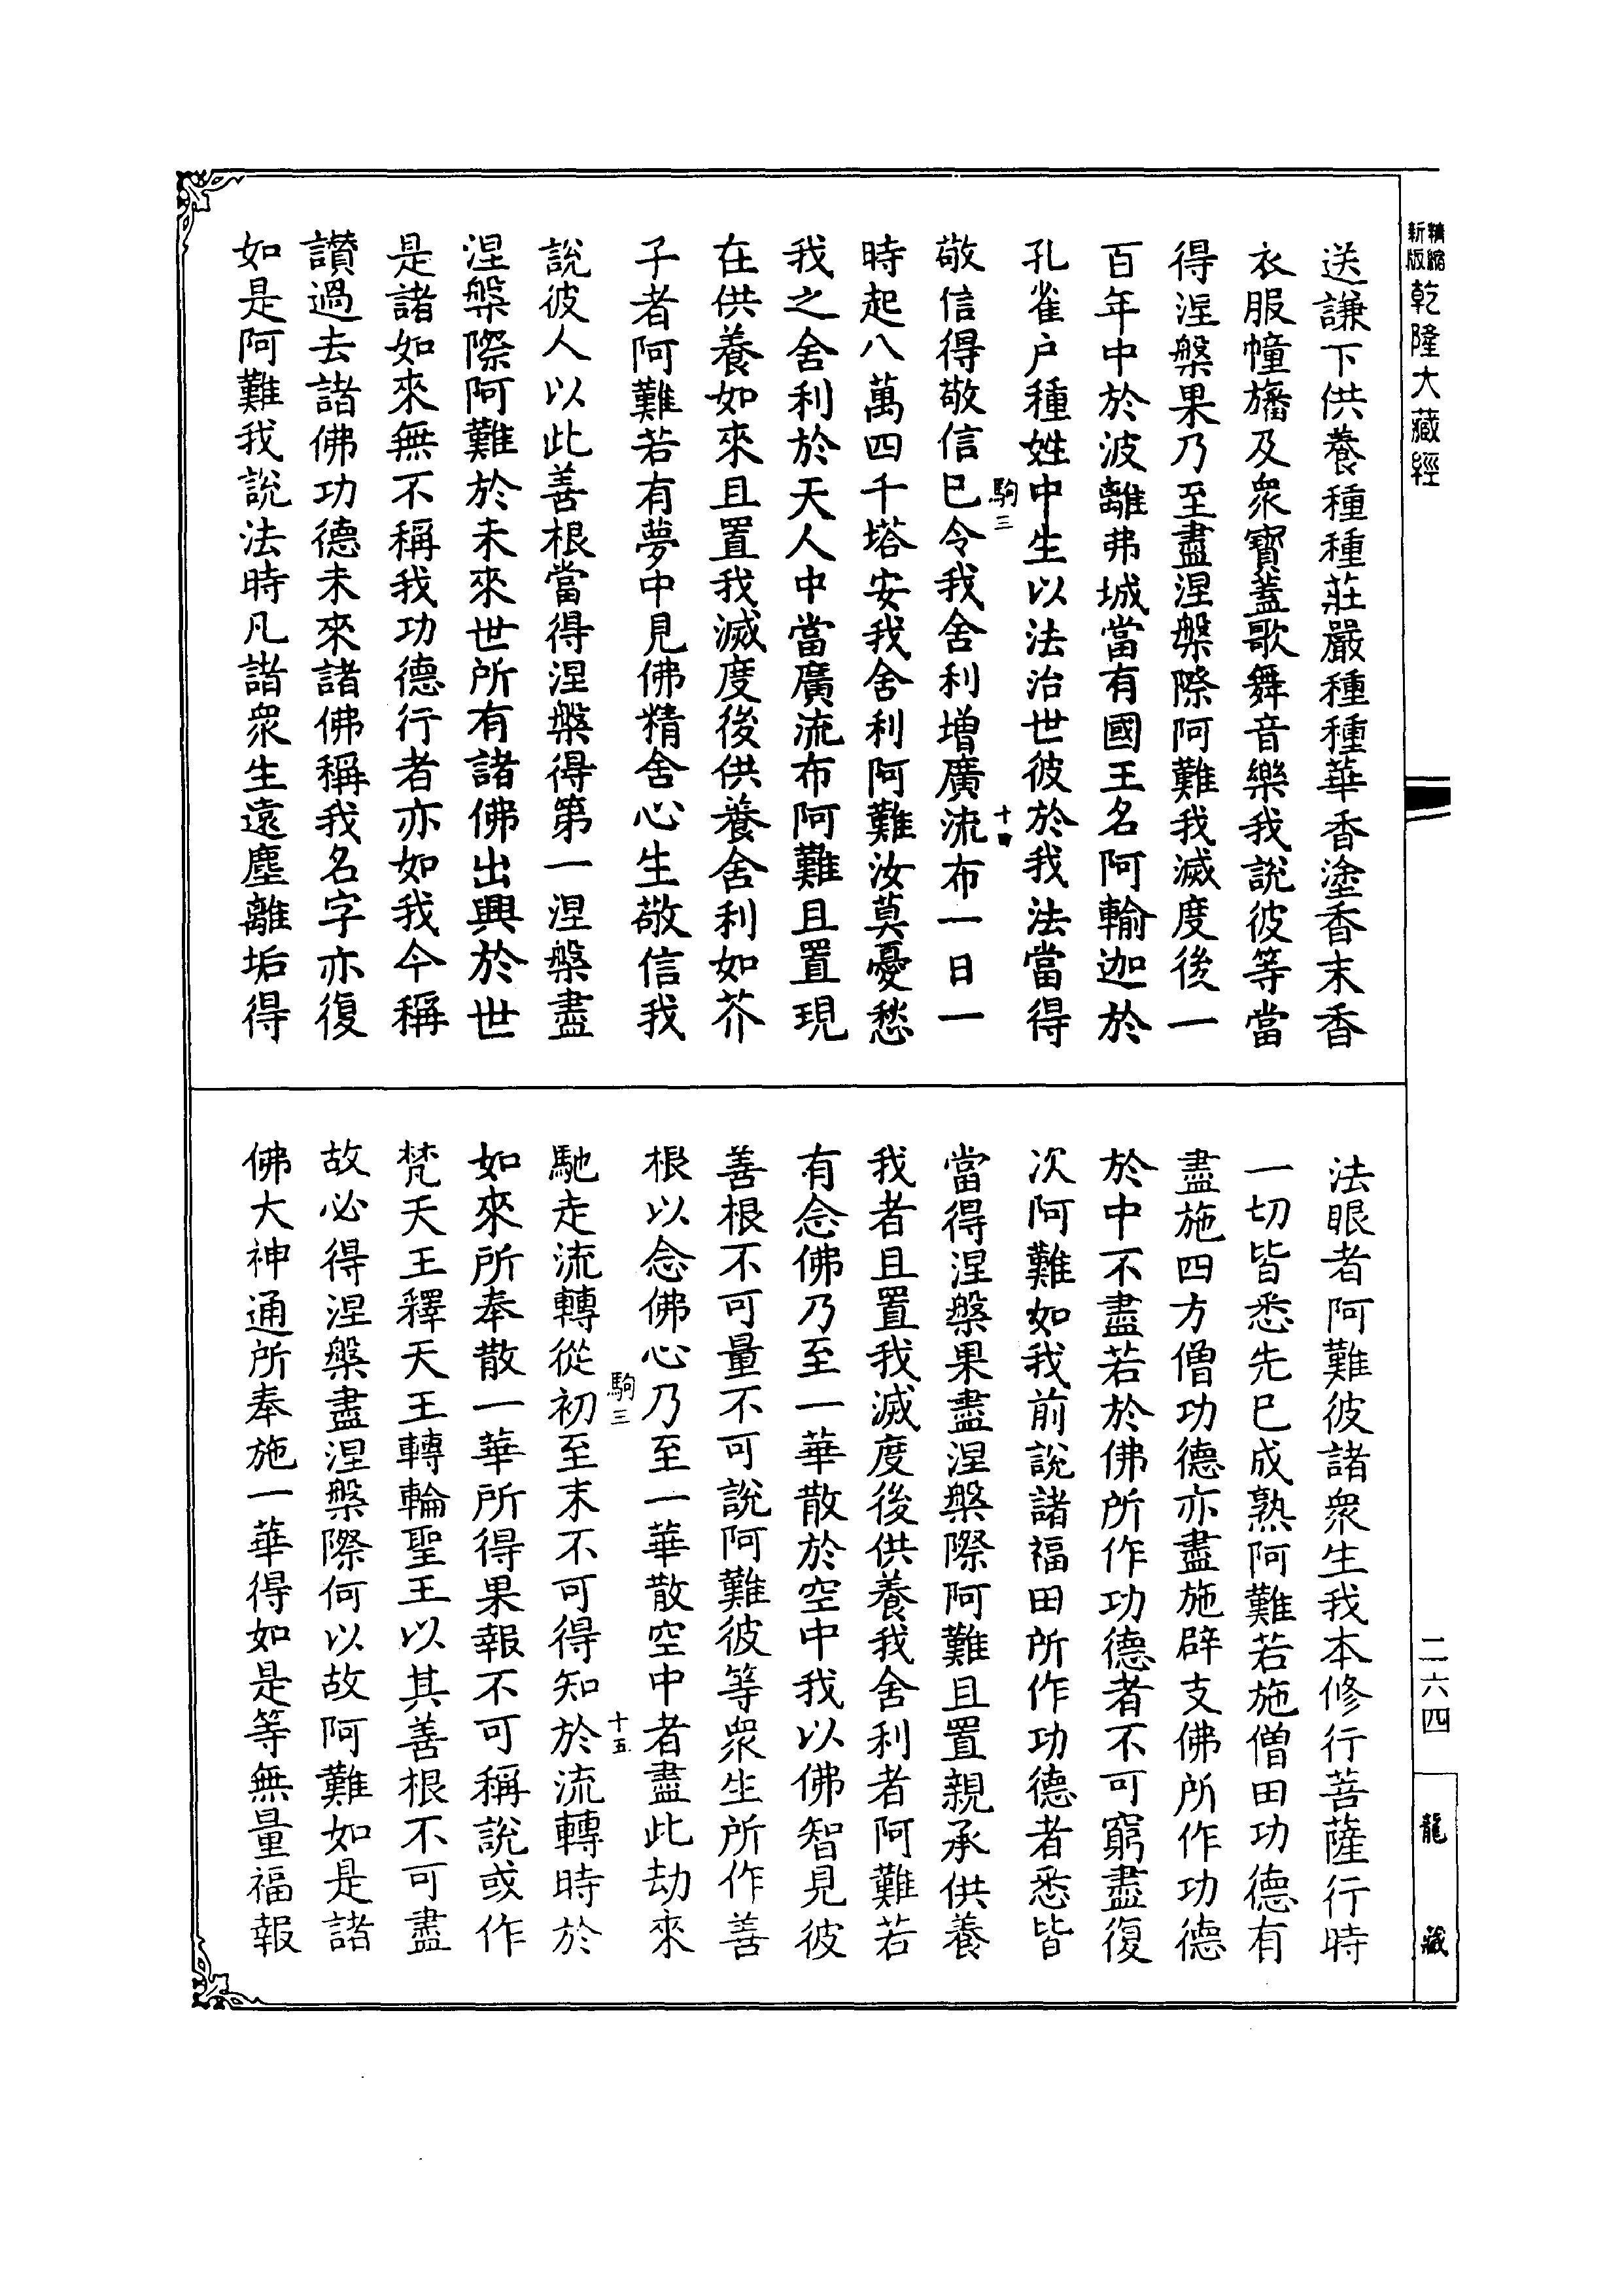 精縮新版乾隆大藏經
送謙下供養種種莊嚴種種華香塗香末香
衣服幢旛及眾寶蓋歌舞音樂我說彼等當
得涅槃果乃至盡涅槃際阿難我滅度後一
百年中於波離弗城當有國王名阿輸迦於
孔雀户種姓中生以法治世彼於我法當得
駒三
十四
敬信得敬信已令我舍利增廣流布一日一
時起八萬四千塔安我舍利阿難汝莫憂愁
我之舍利於天人中當廣流布阿難且置現
在供養如來且置我滅度後供養舍利如芥
子者阿難若有夢中見佛精舍心生敬信我
說彼人以此善根當得涅槃得第一涅槃盡
涅槃際阿難於未來世所有諸佛出興於世
是諸如來無不稱我功德行者亦如我今稱
讚過去諸佛功德未來諸佛稱我名字亦復
如是阿難我說法時凡諸眾生遠塵離垢得
法眼者阿難彼諸眾生我本修行菩薩行時
一切皆悉先已成熟阿難若施僧田功德有
盡施四方僧功德亦盡施辟支佛所作功德
於中不盡若於佛所作功德者不可窮盡復
次阿難如我前說諸福田所作功德者悉皆
當得涅槃果盡涅槃際阿難且置親承供養
我者且置我滅度後供養我舍利者阿難若
有念佛乃至一華散於空中我以佛智見彼
善根不可量不可說阿難彼等眾生所作善
根以念佛心乃至一華散空中者盡此劫來
駒三
十五
馳走流轉從初至末不可得知於流轉時於
如來所奉散一華所得果報不可稱說或作
梵天王釋天王轉輪聖王以其善根不可盡
故必得涅槃盡涅槃際何以故阿難如是諸
佛大神通所奉施一華得如是等無量福報
二六四
龍藏